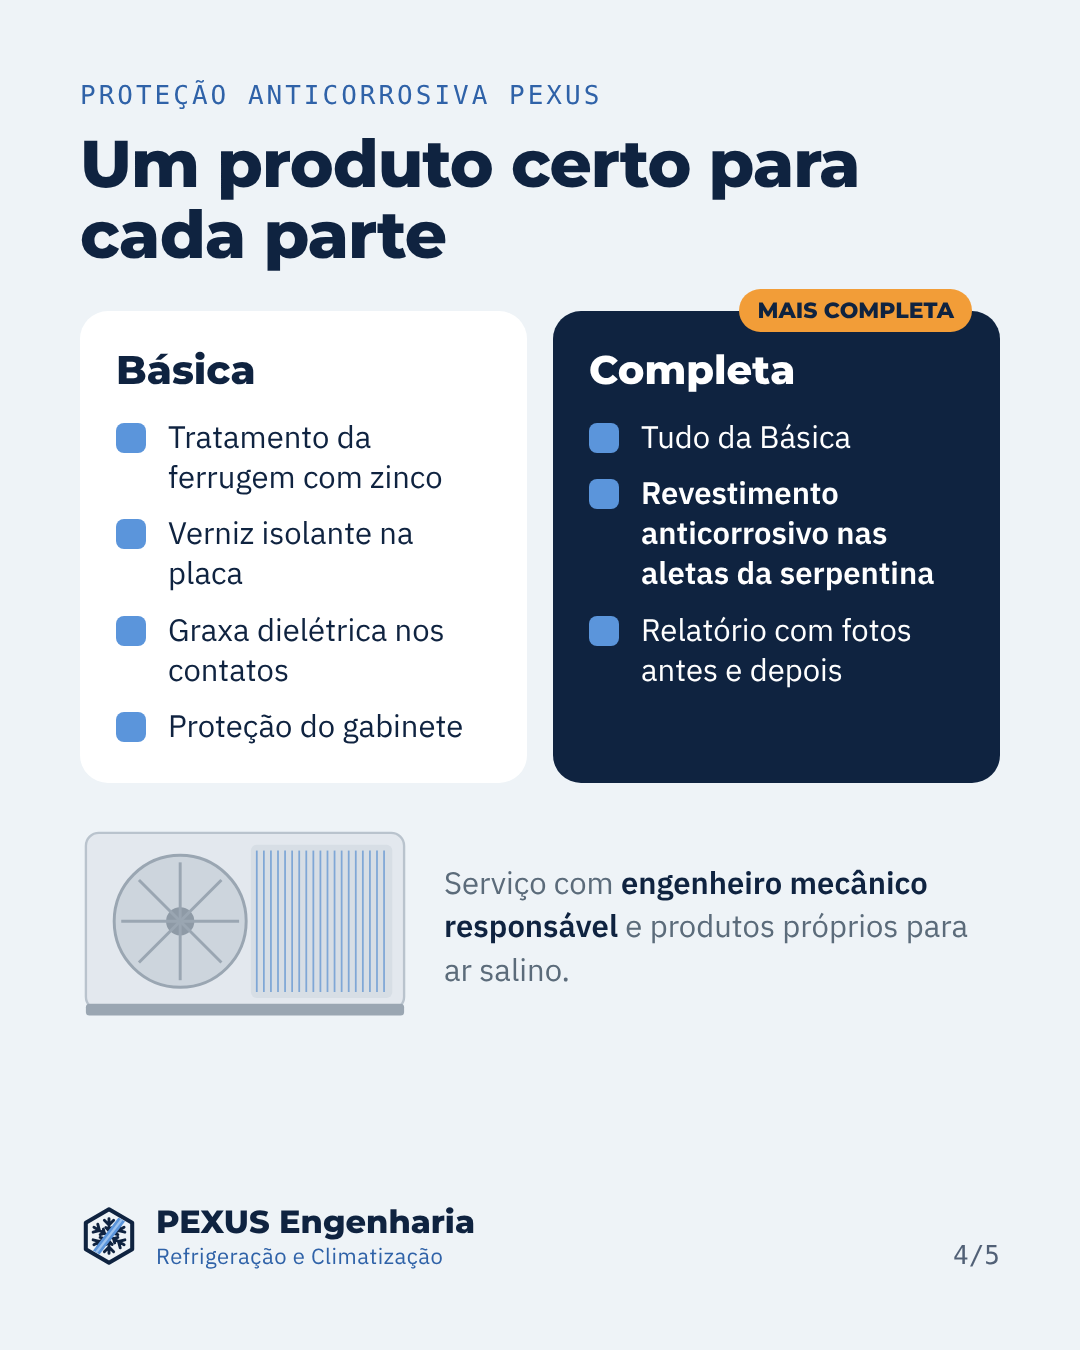 PROTEÇÃO ANTICORROSIVA PEXUS
Um produto certo para
cada parte
Básica
Tratamento da
ferrugem com zinco
Verniz isolante na
placa
Graxa dielétrica nos
contatos
Proteção do gabinete
MAIS COMPLETA
Completa
Tudo da Básica
Revestimento
anticorrosivo nas
aletas da serpentina
Relatório com fotos
antes e depois
Serviço com engenheiro mecânico
responsável e produtos próprios para
ar salino.
PEXUS Engenharia
Refrigeração e Climatização
4/5